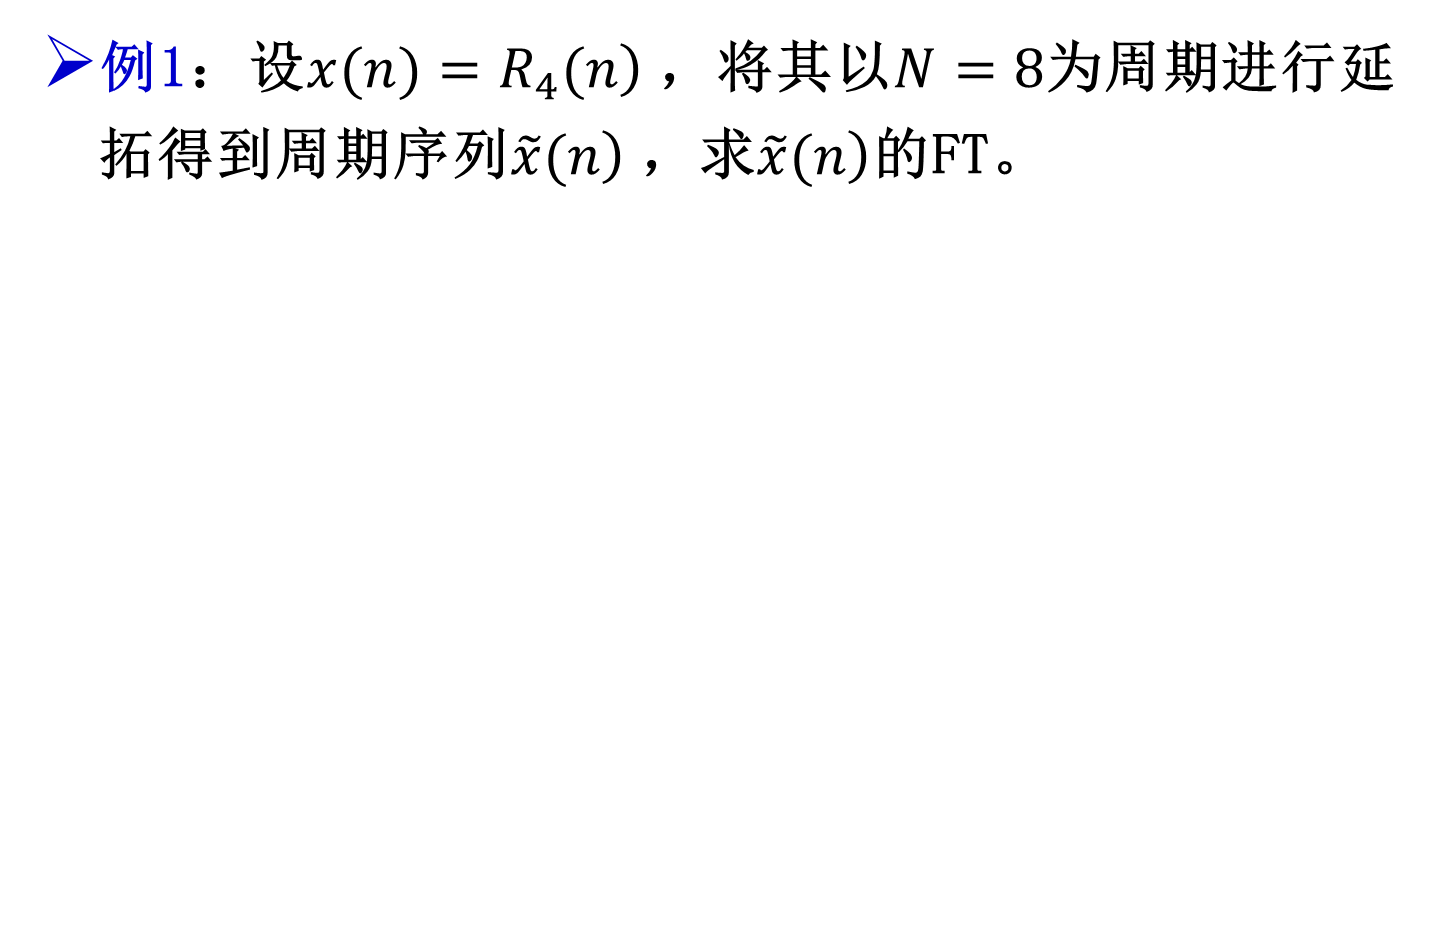 ➢例1：设𝑥(𝑛) = 𝑅₄(𝑛)，将其以𝑁 = 8为周期进行延
拓得到周期序列𝑥̃(𝑛)，求𝑥̃(𝑛)的FT。